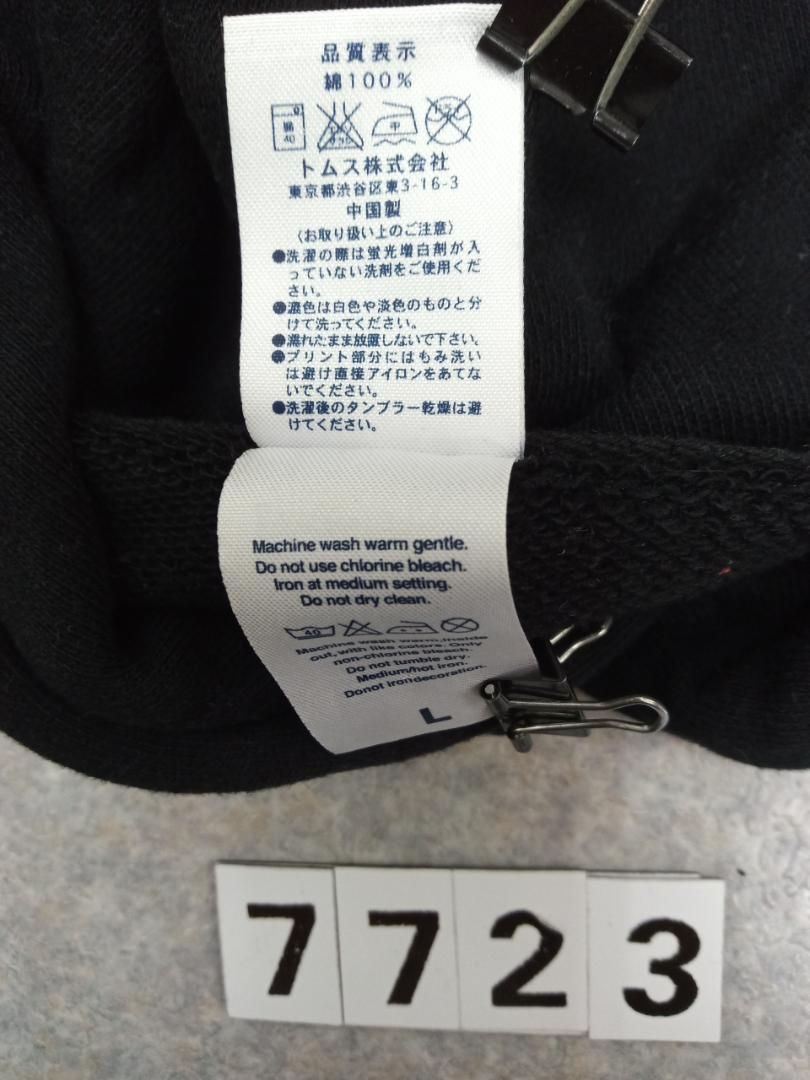 品質表示
綿100%
40
中
トムス株式会社
東京都渋谷区東3-16-3
中国製
〈お取り扱い上のご注意〉
●洗濯の際は蛍光増白剤が入
っていない洗剤をご使用くだ
さい。
●濃色は白色や淡色のものと分
けて洗ってください。
●濡れたまま放置しないで下さい。
●プリント部分にはもみ洗い
は避け直接アイロンをあてな
いでください。
●洗濯後のタンブラー乾燥は避
けてください。
Machine wash warm gentle.
Do not use chlorine bleach.
Iron at medium setting.
Do not dry clean.
40
Machine wash warm,inside
out, with like colors. Only
non-chlorine bleach.
Do not tumble dry.
Medium/hot iron.
Donot irondecoration.
L
7723